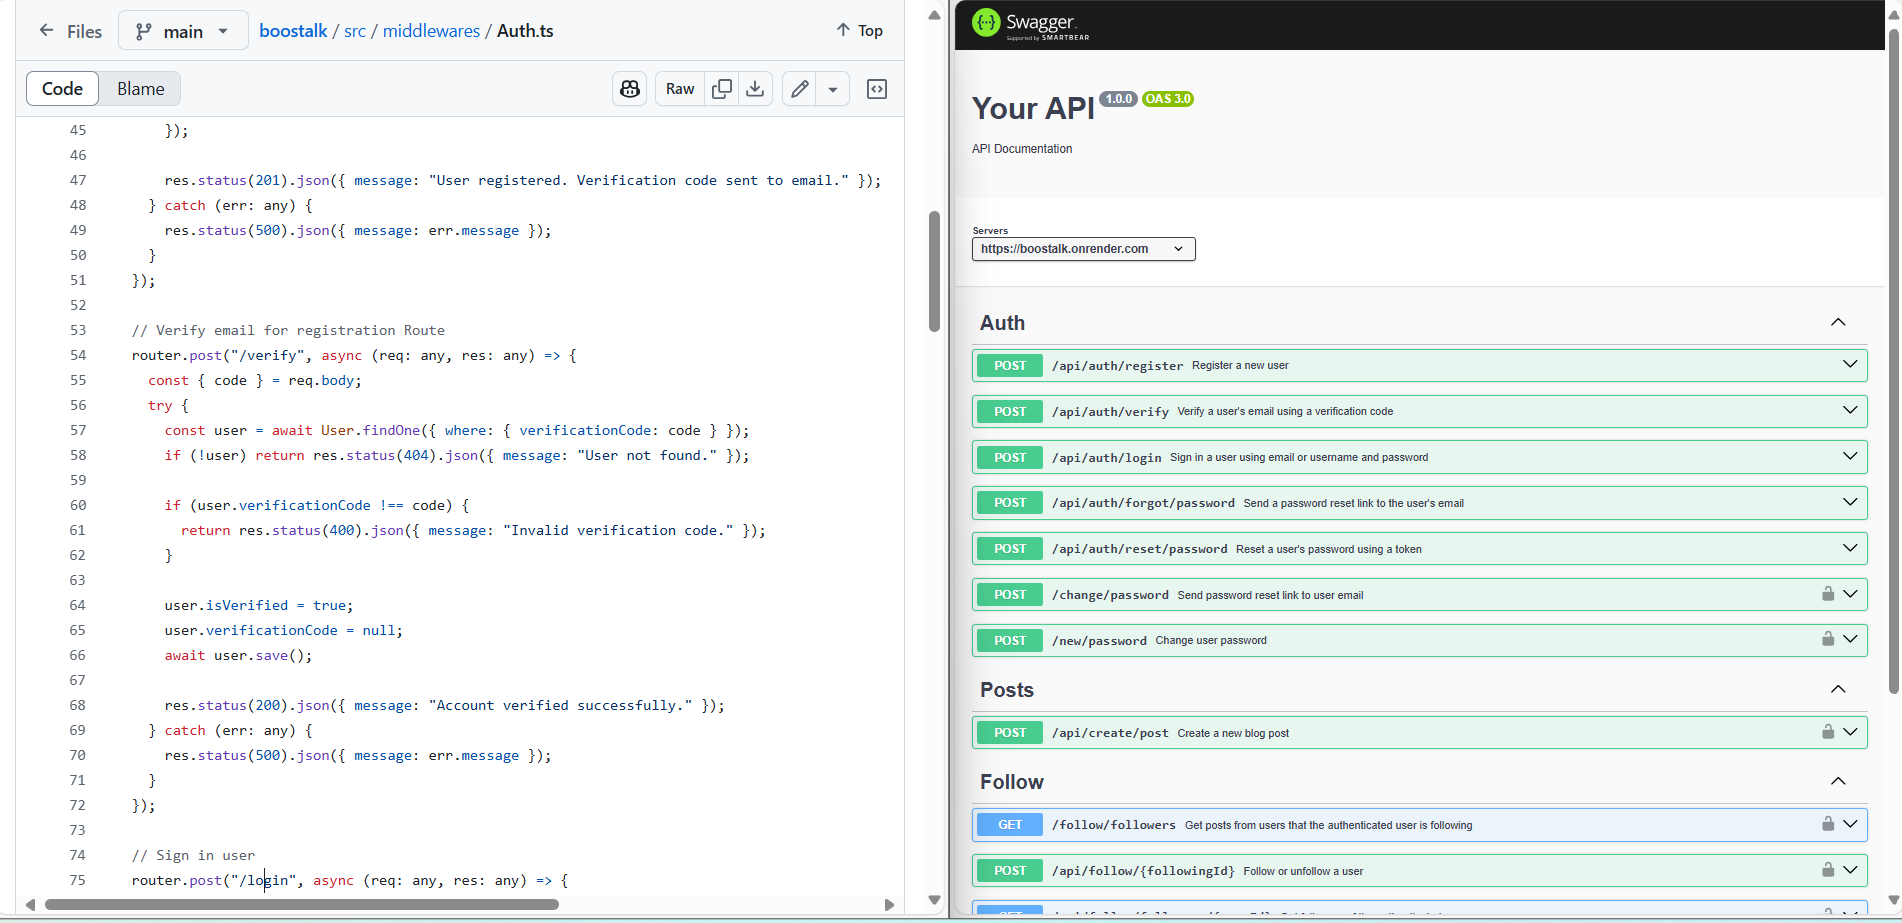 Files
main
boostalk / src / middlewares / Auth.ts
Top
Code
Blame
Raw
45 });
46
47 res.status(201).json({ message: "User registered. Verification code sent to email." });
48 } catch (err: any) {
49 res.status(500).json({ message: err.message });
50 }
51 });
52
53 // Verify email for registration Route
54 router.post("/verify", async (req: any, res: any) => {
55 const { code } = req.body;
56 try {
57 const user = await User.findOne({ where: { verificationCode: code } });
58 if (!user) return res.status(404).json({ message: "User not found." });
59
60 if (user.verificationCode !== code) {
61 return res.status(400).json({ message: "Invalid verification code." });
62 }
63
64 user.isVerified = true;
65 user.verificationCode = null;
66 await user.save();
67
68 res.status(200).json({ message: "Account verified successfully." });
69 } catch (err: any) {
70 res.status(500).json({ message: err.message });
71 }
72 });
73
74 // Sign in user
75 router.post("/login", async (req: any, res: any) => {
Swagger.
Supported by SMARTBEAR
Your API 1.0.0 OAS 3.0
API Documentation
Servers
https://boostalk.onrender.com
Auth
POST /api/auth/register Register a new user
POST /api/auth/verify Verify a user's email using a verification code
POST /api/auth/login Sign in a user using email or username and password
POST /api/auth/forgot/password Send a password reset link to the user's email
POST /api/auth/reset/password Reset a user's password using a token
POST /change/password Send password reset link to user email
POST /new/password Change user password
Posts
POST /api/create/post Create a new blog post
Follow
GET /follow/followers Get posts from users that the authenticated user is following
POST /api/follow/{followingId} Follow or unfollow a user